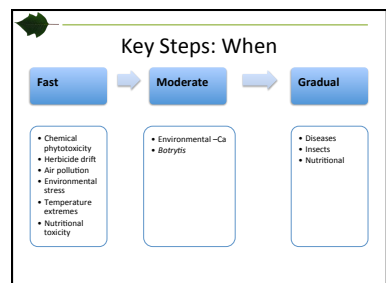 Key Steps: When
Fast
Moderate
Gradual
• Chemical
phytotoxicity
• Herbicide drift
• Air pollution
• Environmental
stress
• Temperature
extremes
• Nutritional
toxicity
• Environmental –Ca
• Botrytis
• Diseases
• Insects
• Nutritional